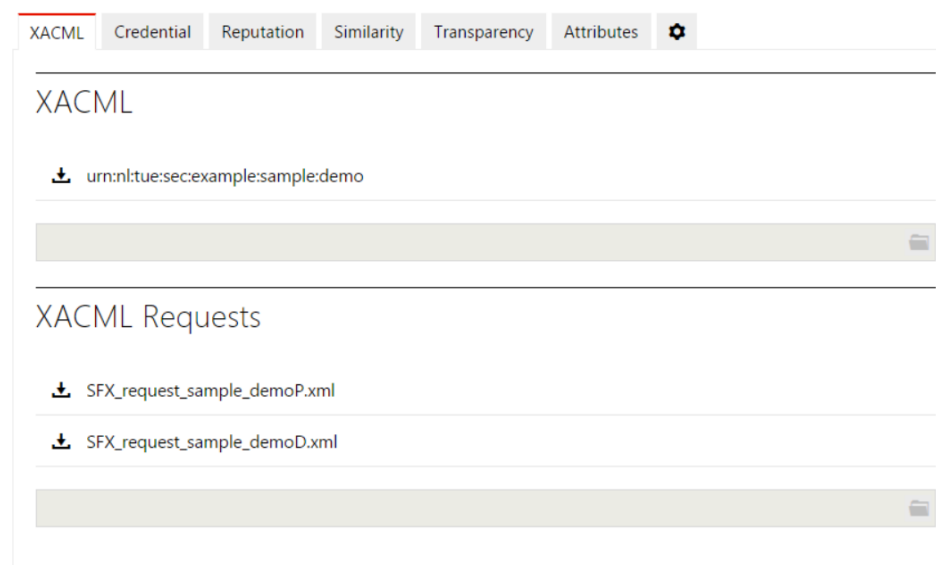 XACML Credential Reputation Similarity Transparency Attributes
XACML
urn:nl:tue:sec:example:sample:demo
XACML Requests
SFX_request_sample_demoP.xml
SFX_request_sample_demoD.xml